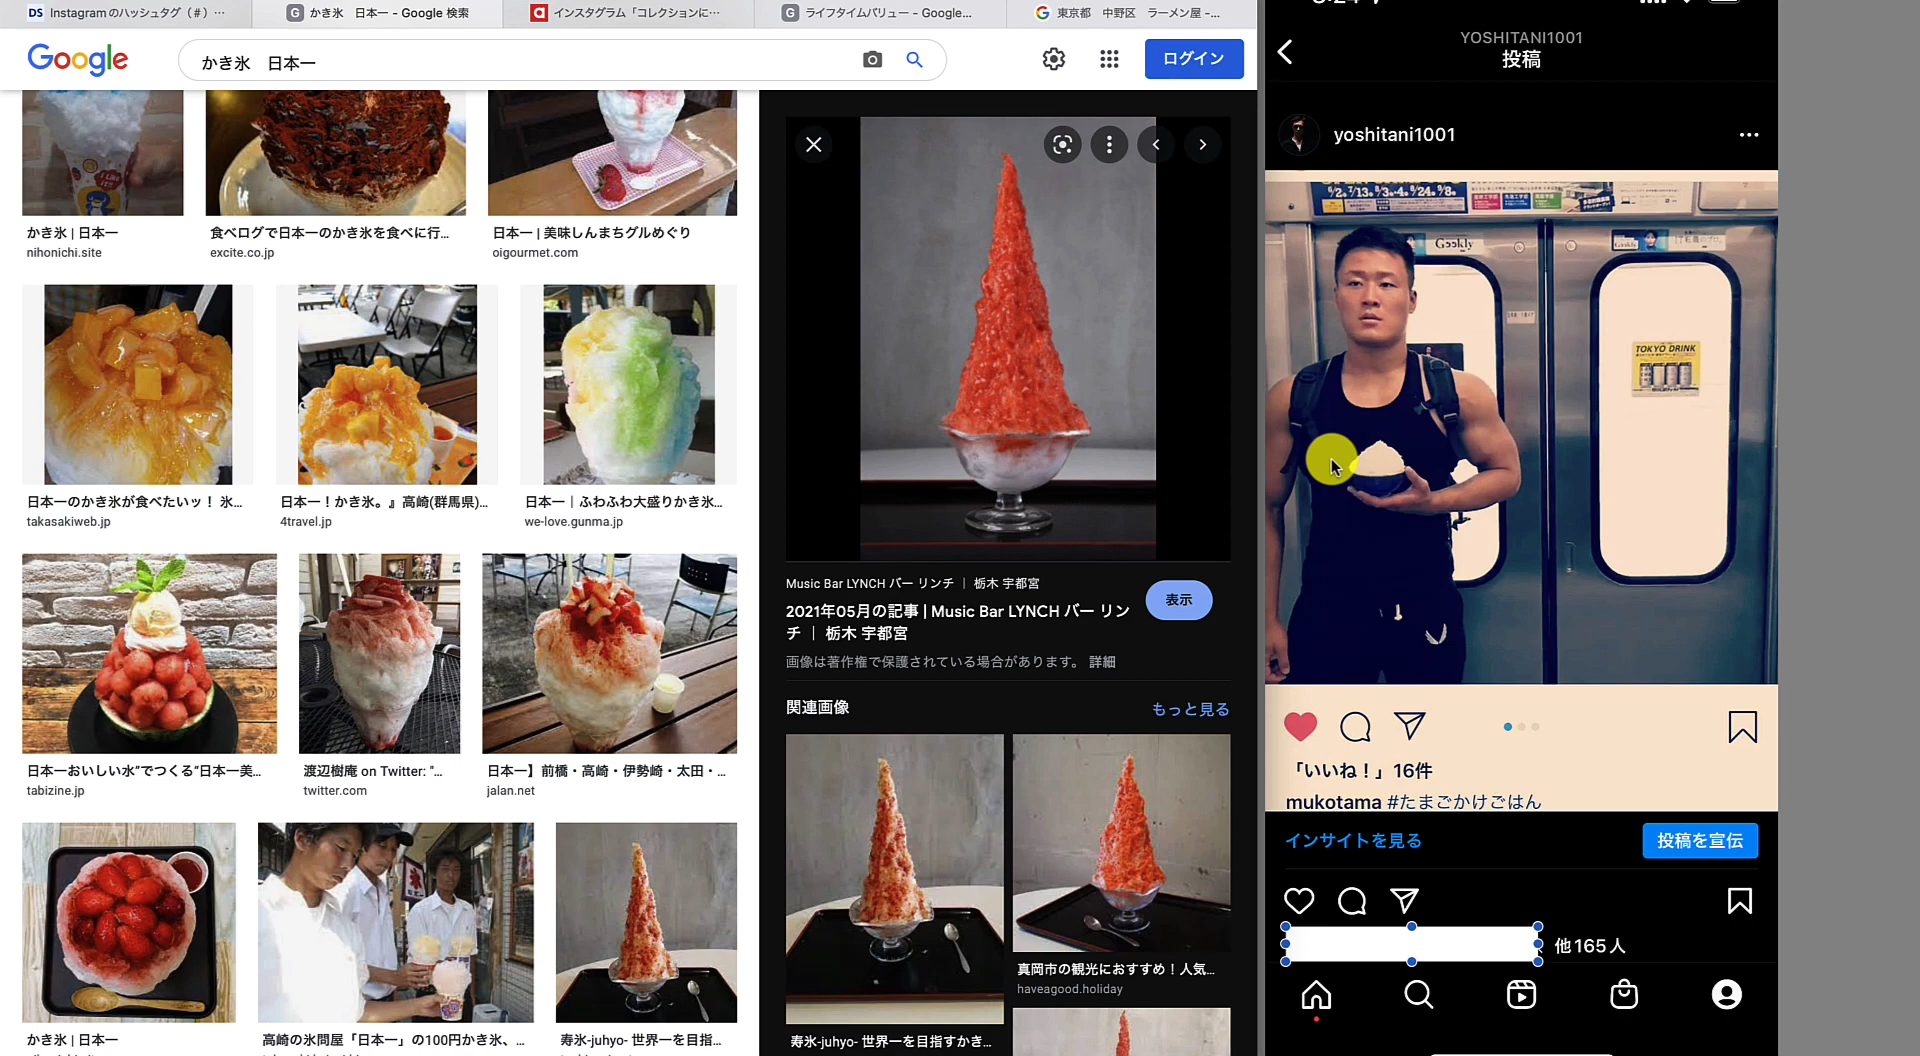 DS Instagramのハッシュタグ（#）…
G かき氷　日本一 - Google 検索
a インスタグラム「コレクションに…
G ライフタイムバリュー - Google...
G 東京都　中野区　ラーメン屋 -...
Google
かき氷　日本一
ログイン
かき氷 | 日本一
nihonichi.site
食べログで日本一のかき氷を食べに行...
excite.co.jp
日本一 | 美味しんまちグルめぐり
oigourmet.com
日本一のかき氷が食べたいッ！ 氷...
takasakiweb.jp
日本一！かき氷。』高崎(群馬県)...
4travel.jp
日本一｜ふわふわ大盛りかき氷...
we-love.gunma.jp
日本一おいしい水”でつくる“日本一美...
tabizine.jp
渡辺樹庵 on Twitter: "...
twitter.com
日本一】前橋・高崎・伊勢崎・太田・...
jalan.net
かき氷 | 日本一
高崎の氷問屋「日本一」の100円かき氷、...
寿氷-juhyo- 世界一を目指...
Music Bar LYNCH バー リンチ ｜ 栃木 宇都宮
2021年05月の記事 | Music Bar LYNCH バー リン
チ ｜ 栃木 宇都宮
表示
画像は著作権で保護されている場合があります。 詳細
関連画像
もっと見る
寿氷-juhyo- 世界一を目指すかき...
真岡市の観光におすすめ！人気...
haveagood.holiday
YOSHITANI1001
投稿
yoshitani1001
Gookly
TOKYO DRINK
「いいね！」16件
mukotama #たまごかけごはん
インサイトを見る
投稿を宣伝
他165人